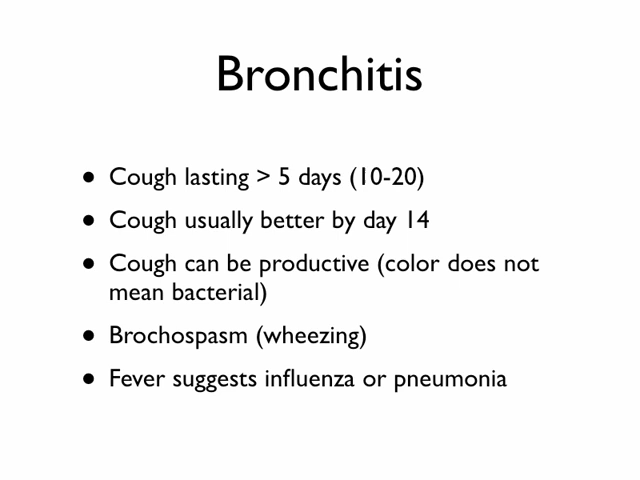 Bronchitis
• Cough lasting > 5 days (10-20)
• Cough usually better by day 14
• Cough can be productive (color does not
mean bacterial)
• Brochospasm (wheezing)
• Fever suggests influenza or pneumonia